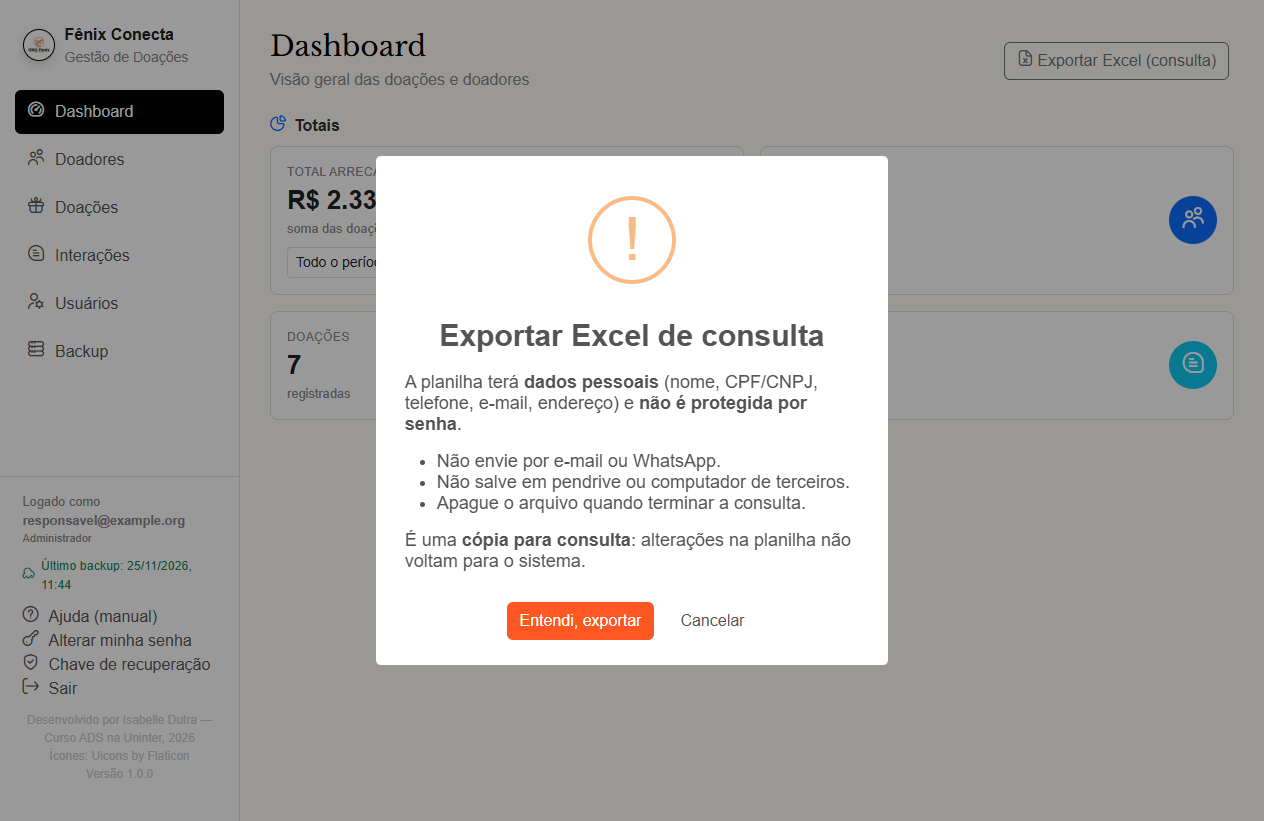 Fênix Conecta
Gestão de Doações
Dashboard
Doadores
Doações
Interações
Usuários
Backup
Logado como
responsavel@example.org
Administrador
Último backup: 25/11/2026,
11:44
Ajuda (manual)
Alterar minha senha
Chave de recuperação
Sair
Desenvolvido por Isabelle Dutra —
Curso ADS na Uninter, 2026
Ícones: Uicons by Flaticon
Versão 1.0.0
Dashboard
Visão geral das doações e doadores
Exportar Excel (consulta)
Totais
TOTAL ARRECA
R$ 2.33
soma das doaç
Todo o períod
DOAÇÕES
7
registradas
!
Exportar Excel de consulta
A planilha terá dados pessoais (nome, CPF/CNPJ,
telefone, e-mail, endereço) e não é protegida por
senha.
• Não envie por e-mail ou WhatsApp.
• Não salve em pendrive ou computador de terceiros.
• Apague o arquivo quando terminar a consulta.
É uma cópia para consulta: alterações na planilha não
voltam para o sistema.
Entendi, exportar
Cancelar